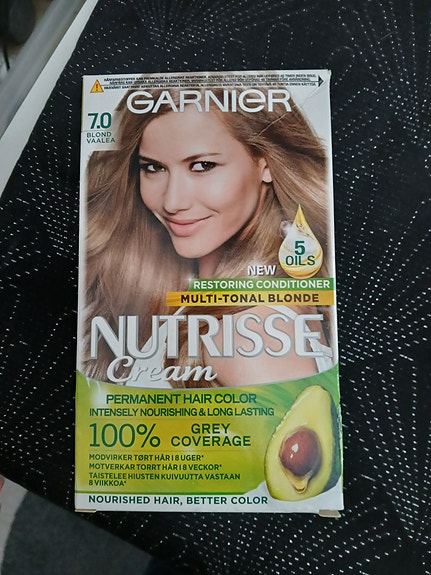 GARNIER
7.0
BLOND
VAALEA
5
OILS
NEW
RESTORING CONDITIONER
MULTI-TONAL BLONDE
NUTRISSE
Cream
PERMANENT HAIR COLOR
INTENSELY NOURISHING & LONG LASTING
100% GREY
COVERAGE
MODVIRKER TØRT HÅR I 8 UGER*
MOTVERKAR TORRT HÅR I 8 VECKOR*
TAISTELEE HIUSTEN KUIVUUTTA VASTAAN
8 VIIKKOA*
NOURISHED HAIR, BETTER COLOR